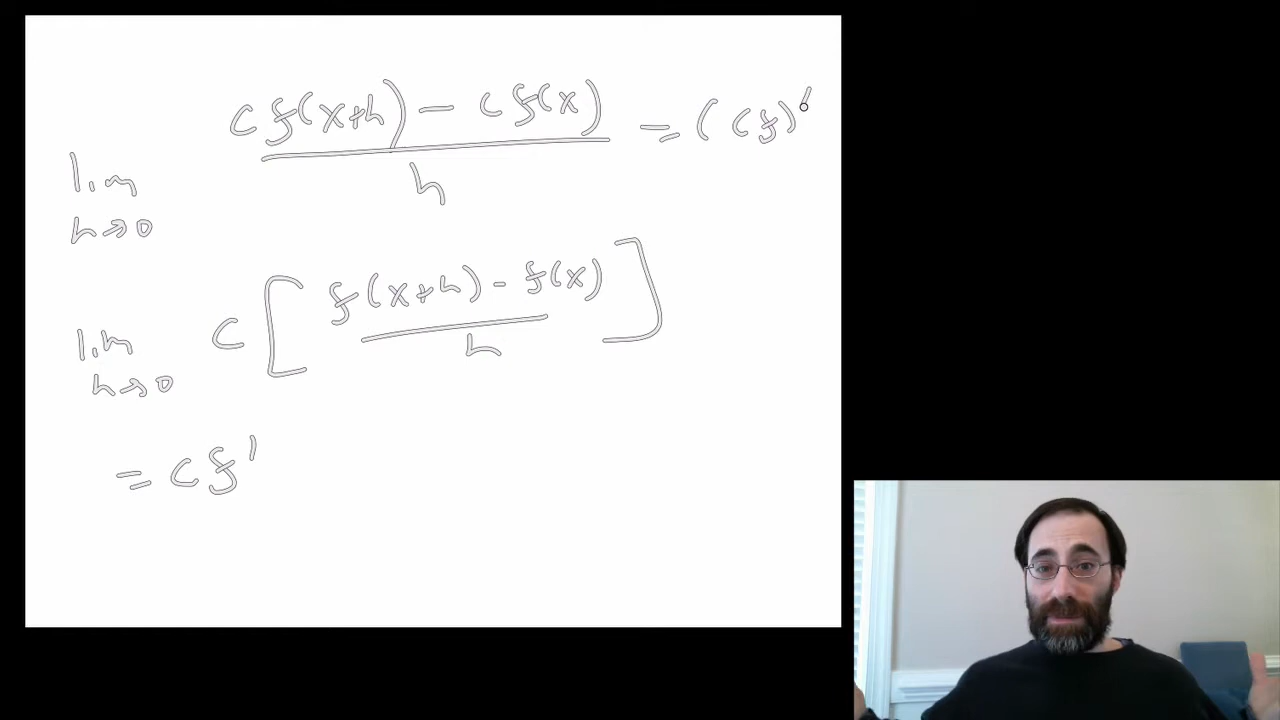 lim h→0 (cf(x+h) - cf(x))/h = (cf)'
lim h→0 c[(f(x+h) - f(x))/h]
= cf'